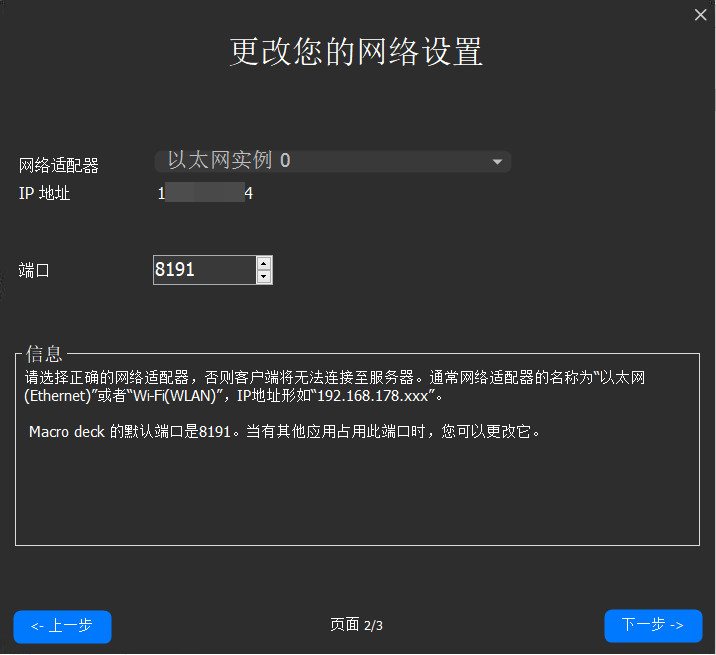 更改您的网络设置
网络适配器 以太网实例 0
IP 地址 1 4
端口 8191
信息
请选择正确的网络适配器，否则客户端将无法连接至服务器。通常网络适配器的名称为“以太网
(Ethernet)”或者“Wi-Fi(WLAN)”，IP地址形如“192.168.178.xxx”。
Macro deck 的默认端口是8191。当有其他应用占用此端口时，您可以更改它。
<- 上一步 页面 2/3 下一步 ->